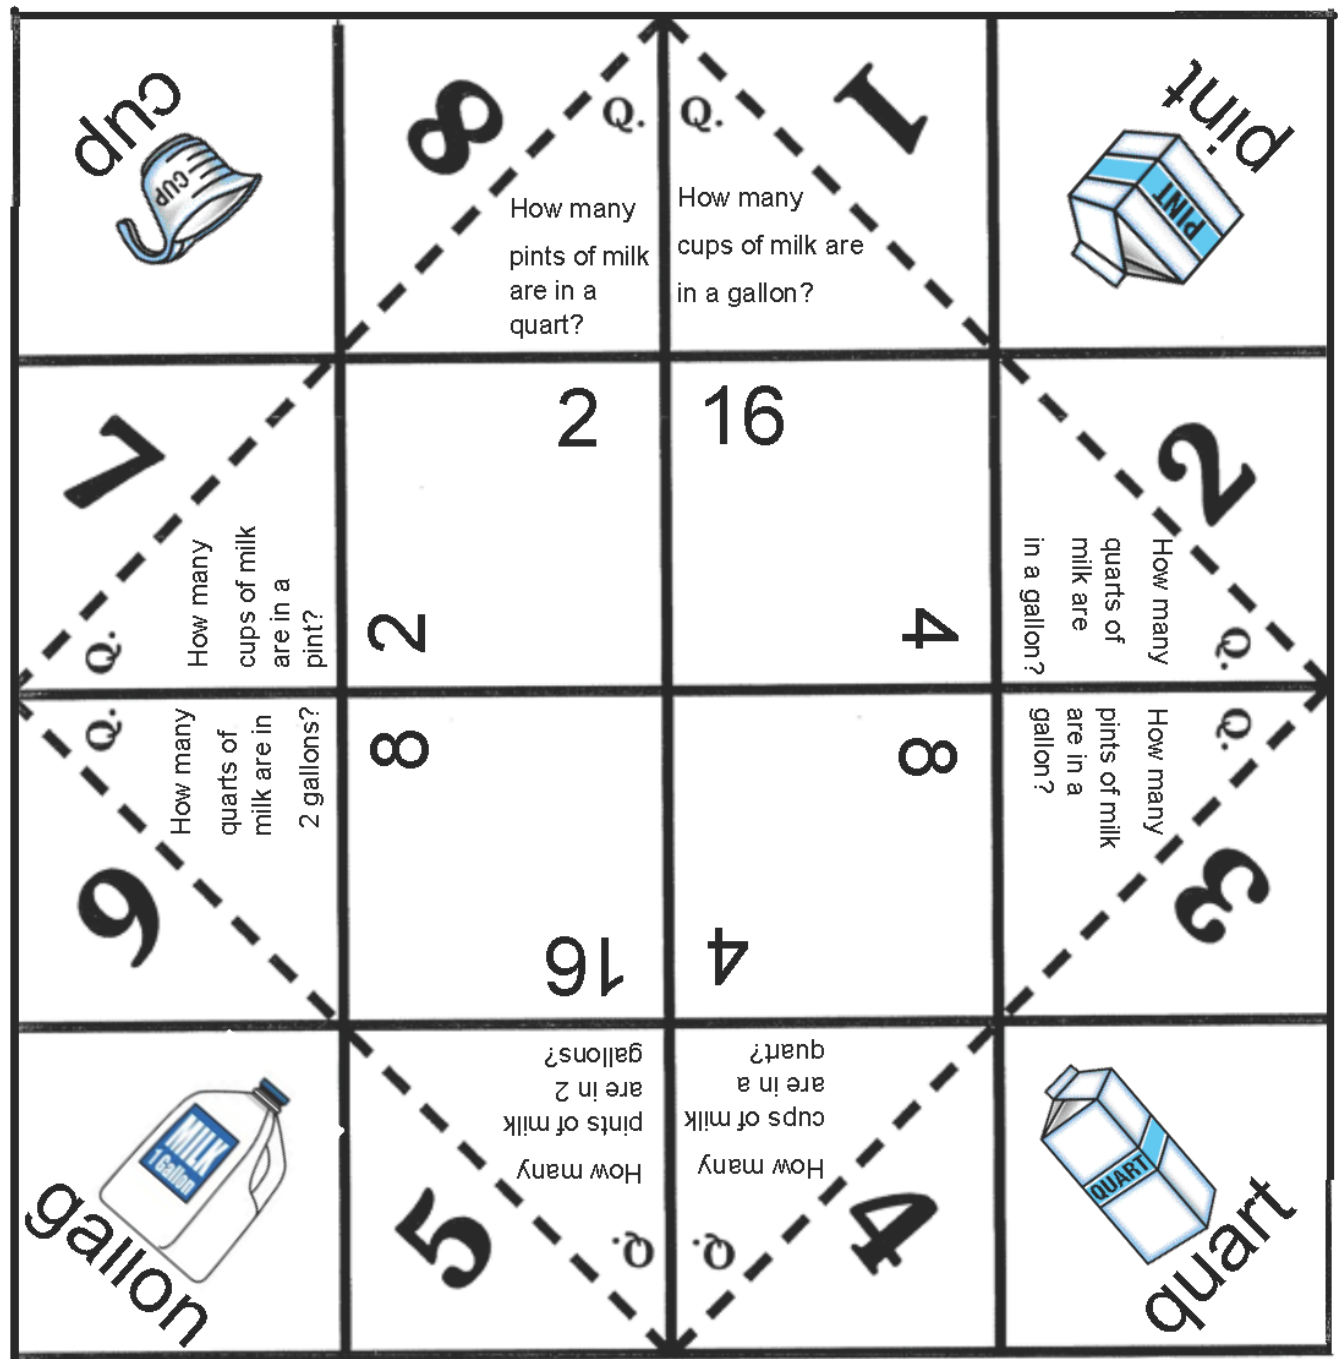 cup
CUP
8
Q.
How many
pints of milk
are in a
quart?
1
Q.
How many
cups of milk are
in a gallon?
pint
PINT
7
Q.
How many
cups of milk
are in a
pint?
2
16
2
4
2
Q.
How many
quarts of
milk are
in a gallon?
6
Q.
How many
quarts of
milk are in
2 gallons?
8
8
16
4
3
Q.
How many
pints of milk
are in a
gallon?
MILK
1 Gallon
gallon
5
Q.
How many
pints of milk
are in 2
gallons?
4
Q.
How many
cups of milk
are in a
quart?
QUART
quart